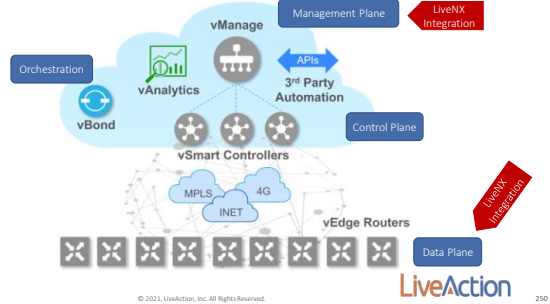 Management Plane
LiveNX
Integration
vManage
Orchestration
APIs
vAnalytics
3rd Party
Automation
vBond
Control Plane
vSmart Controllers
MPLS
4G
INET
LiveNX
Integration
vEdge Routers
Data Plane
LiveAction
© 2021, LiveAction, Inc. All Rights Reserved.
250